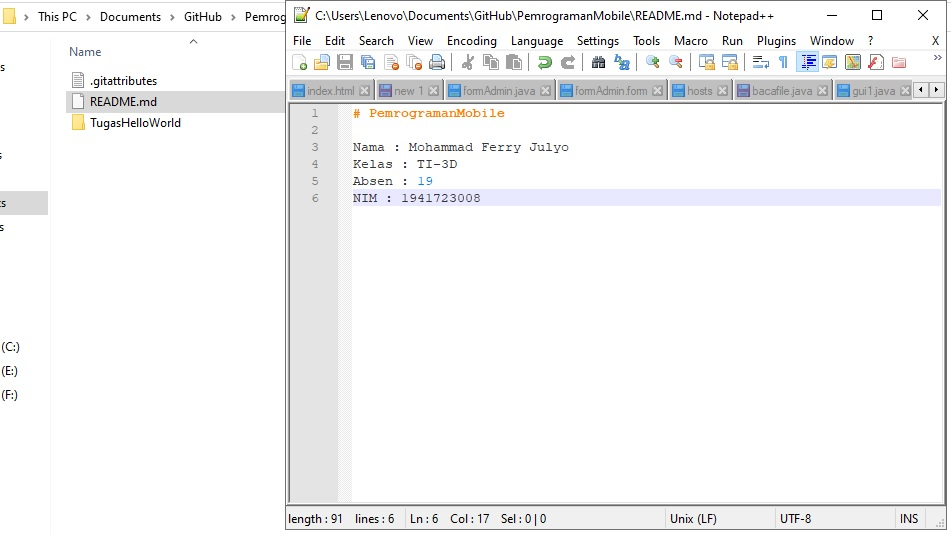 This PC > Documents > GitHub > Pemrog
Name
.gitattributes
README.md
TugasHelloWorld
(C:)
(E:)
(F:)
C:\Users\Lenovo\Documents\GitHub\PemrogramanMobile\README.md - Notepad++
File Edit Search View Encoding Language Settings Tools Macro Run Plugins Window ? X
index.html new 1 formAdmin.java formAdmin.form hosts bacafile.java gui1.java
1 # PemrogramanMobile
2
3 Nama : Mohammad Ferry Julyo
4 Kelas : TI-3D
5 Absen : 19
6 NIM : 1941723008
length : 91 lines : 6 Ln : 6 Col : 17 Sel : 0 | 0 Unix (LF) UTF-8 INS